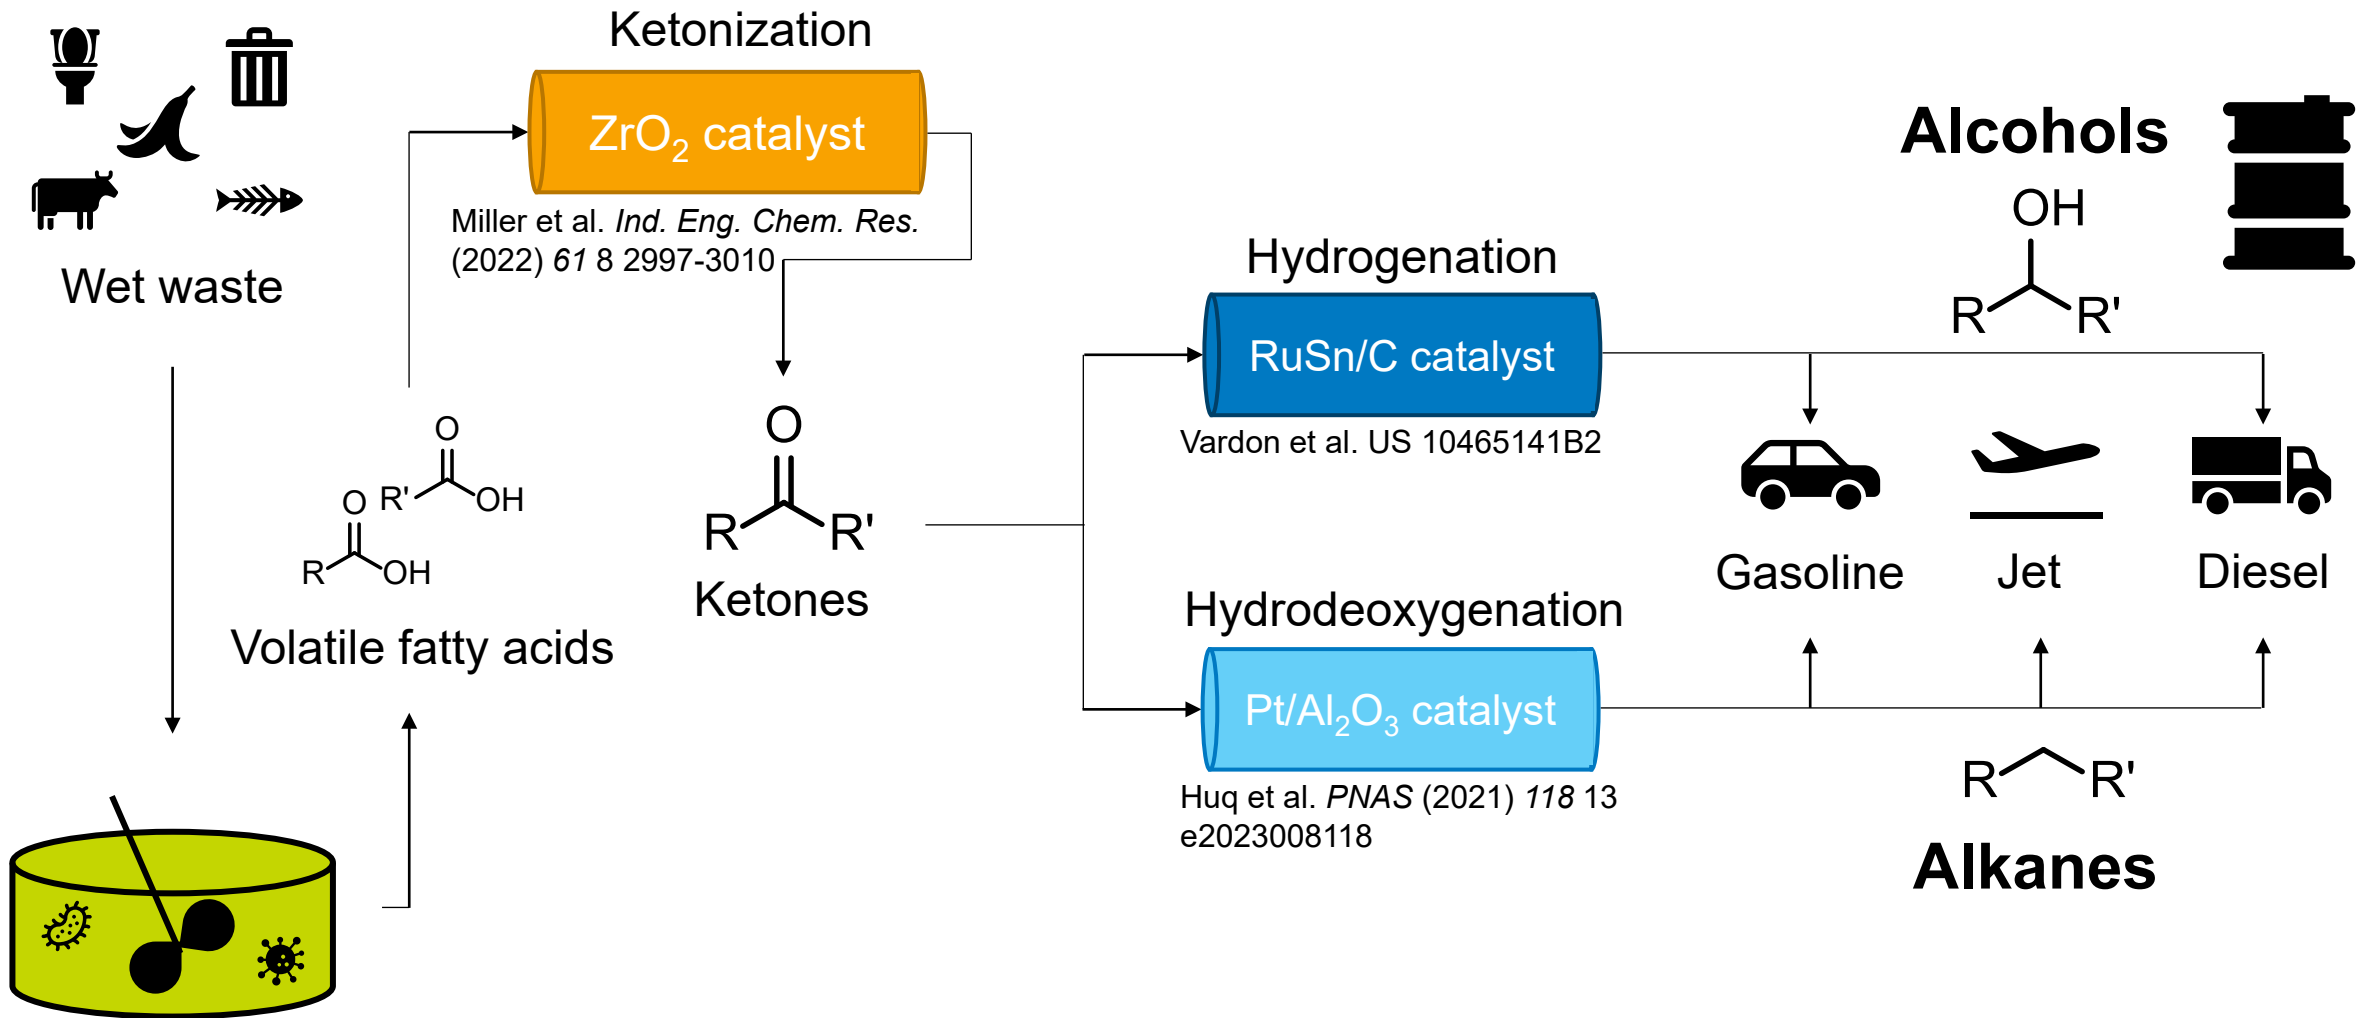 Ketonization
ZrO₂ catalyst
Miller et al. Ind. Eng. Chem. Res.
(2022) 61 8 2997-3010
Wet waste
O
R'
OH
O
R
OH
Volatile fatty acids
O
R
R'
Ketones
Hydrogenation
RuSn/C catalyst
Vardon et al. US 10465141B2
Hydrodeoxygenation
Pt/Al₂O₃ catalyst
Huq et al. PNAS (2021) 118 13
e2023008118
Alcohols
OH
R
R'
Gasoline
Jet
Diesel
R
R'
Alkanes